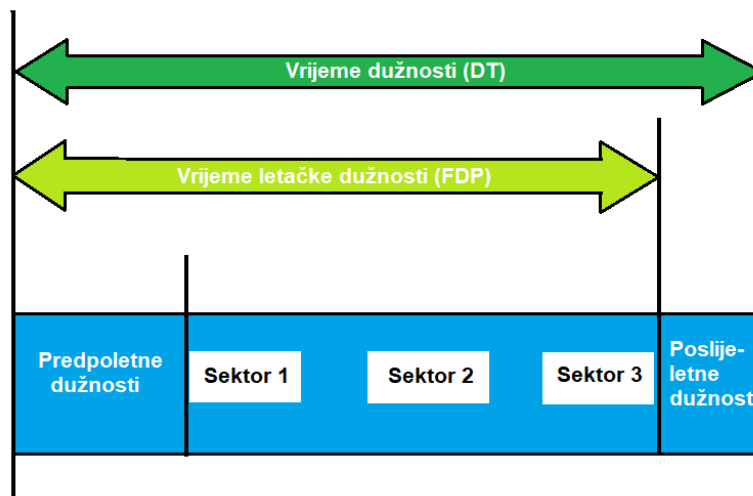 Vrijeme dužnosti (DT)
Vrijeme letačke dužnosti (FDP)
Predpoletne
dužnosti
Sektor 1
Sektor 2
Sektor 3
Poslije-
letne
dužnost